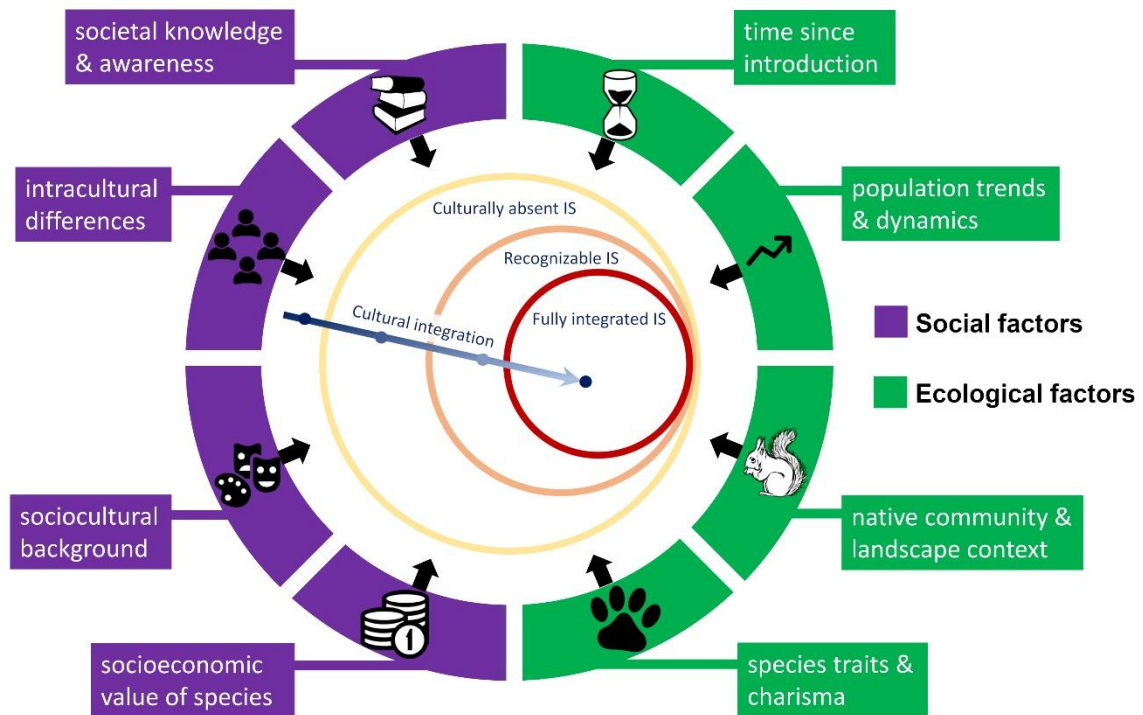 societal knowledge
& awareness
time since
introduction
intracultural
differences
population trends
& dynamics
Culturally absent IS
Recognizable IS
Fully integrated IS
Cultural integration
Social factors
Ecological factors
sociocultural
background
native community &
landscape context
1
socioeconomic
value of species
species traits &
charisma